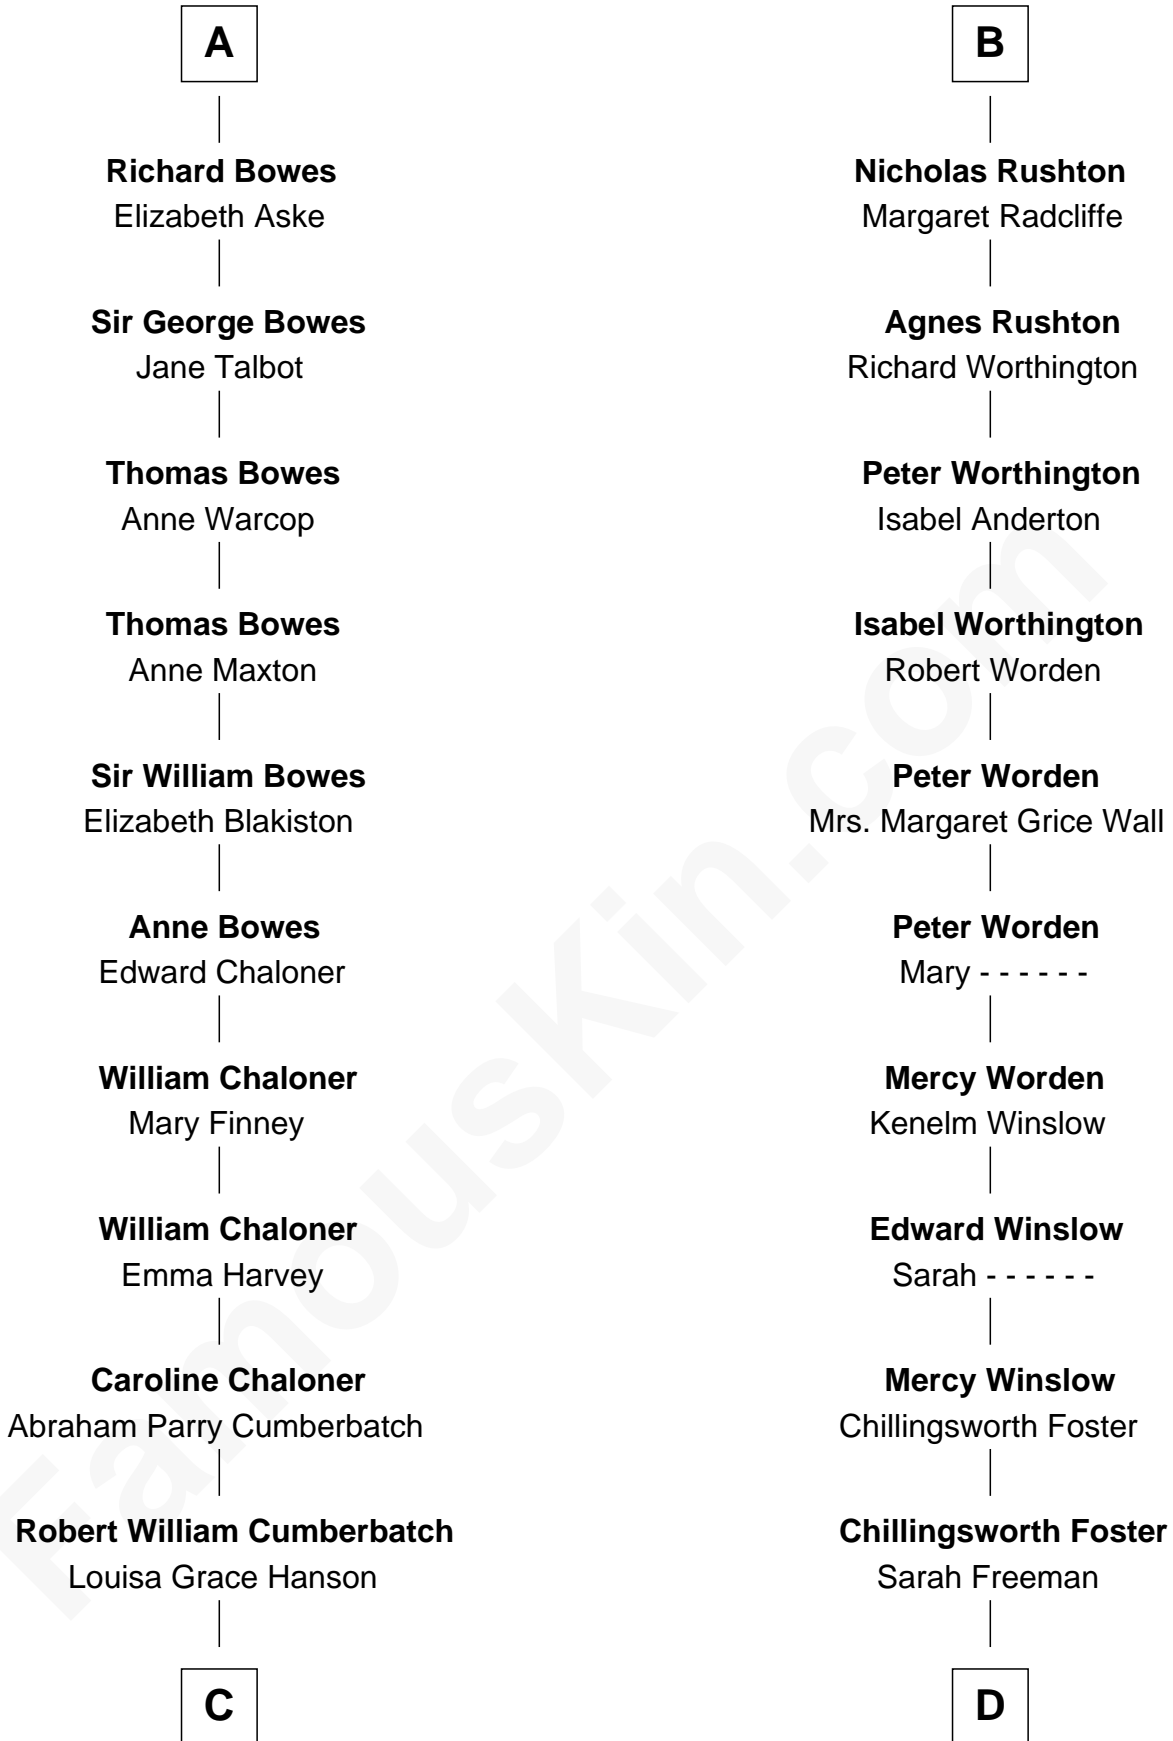 A
Richard Bowes
Elizabeth Aske
Sir George Bowes
Jane Talbot
Thomas Bowes
Anne Warcop
Thomas Bowes
Anne Maxton
Sir William Bowes
Elizabeth Blakiston
Anne Bowes
Edward Chaloner
William Chaloner
Mary Finney
William Chaloner
Emma Harvey
Caroline Chaloner
Abraham Parry Cumberbatch
Robert William Cumberbatch
Louisa Grace Hanson
C
B
Nicholas Rushton
Margaret Radcliffe
Agnes Rushton
Richard Worthington
Peter Worthington
Isabel Anderton
Isabel Worthington
Robert Worden
Peter Worden
Mrs. Margaret Grice Wall
Peter Worden
Mary - - - - - -
Mercy Worden
Kenelm Winslow
Edward Winslow
Sarah - - - - - -
Mercy Winslow
Chillingsworth Foster
Chillingsworth Foster
Sarah Freeman
D
FamousKin.com